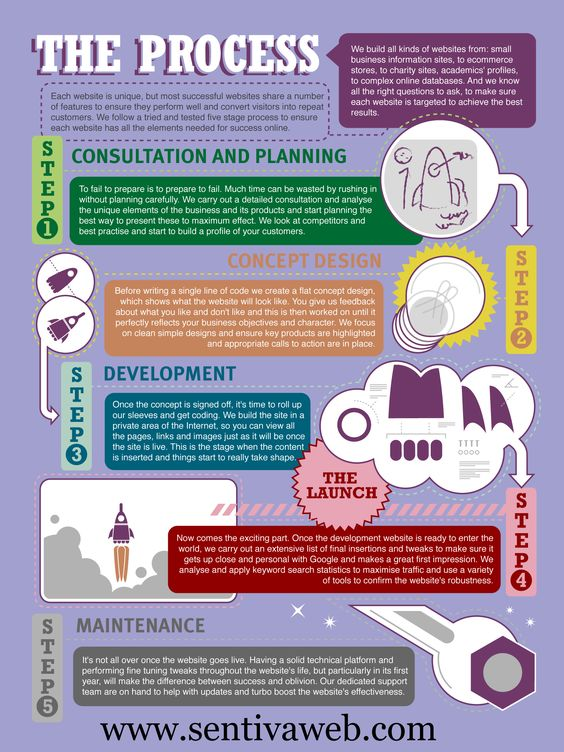 THE PROCESS
We build all kinds of websites from: small
business information sites, to ecommerce
stores, to charity sites, academics' profiles,
to complex online databases. And we know
all the right questions to ask, to make sure
each website is targeted to achieve the best
results.
Each website is unique, but most successful websites share a number
of features to ensure they perform well and convert visitors into repeat
customers. We follow a tried and tested five stage process to ensure
each website has all the elements needed for success online.
STEP 1
CONSULTATION AND PLANNING
To fail to prepare is to prepare to fail. Much time can be wasted by rushing in
without planning carefully. We carry out a detailed consultation and analyse
the unique elements of the business and its products and start planning the
best way to present these to maximum effect. We look at competitors and
best practise and start to build a profile of your customers.
STEP 2
CONCEPT DESIGN
Before writing a single line of code we create a flat concept design,
which shows what the website will look like. You give us feedback
about what you like and don't like and this is then worked on until it
perfectly reflects your business objectives and character. We focus
on clean simple designs and ensure key products are highlighted
and appropriate calls to action are in place.
STEP 3
DEVELOPMENT
Once the concept is signed off, it's time to roll up
our sleeves and get coding. We build the site in a
private area of the Internet, so you can view all
the pages, links and images just as it will be once
the site is live. This is the stage when the content
is inserted and things start to really take shape.
THE
LAUNCH
STEP 4
Now comes the exciting part. Once the development website is ready to enter the
world, we carry out an extensive list of final insertions and tweaks to make sure it
gets up close and personal with Google and makes a great first impression. We
analyse and apply keyword search statistics to maximise traffic and use a variety
of tools to confirm the website's robustness.
STEP 5
MAINTENANCE
It's not all over once the website goes live. Having a solid technical platform and
performing fine tuning tweaks throughout the website's life, but particularly in its first
year, will make the difference between success and oblivion. Our dedicated support
team are on hand to help with updates and turbo boost the website's effectiveness.
www.sentivaweb.com